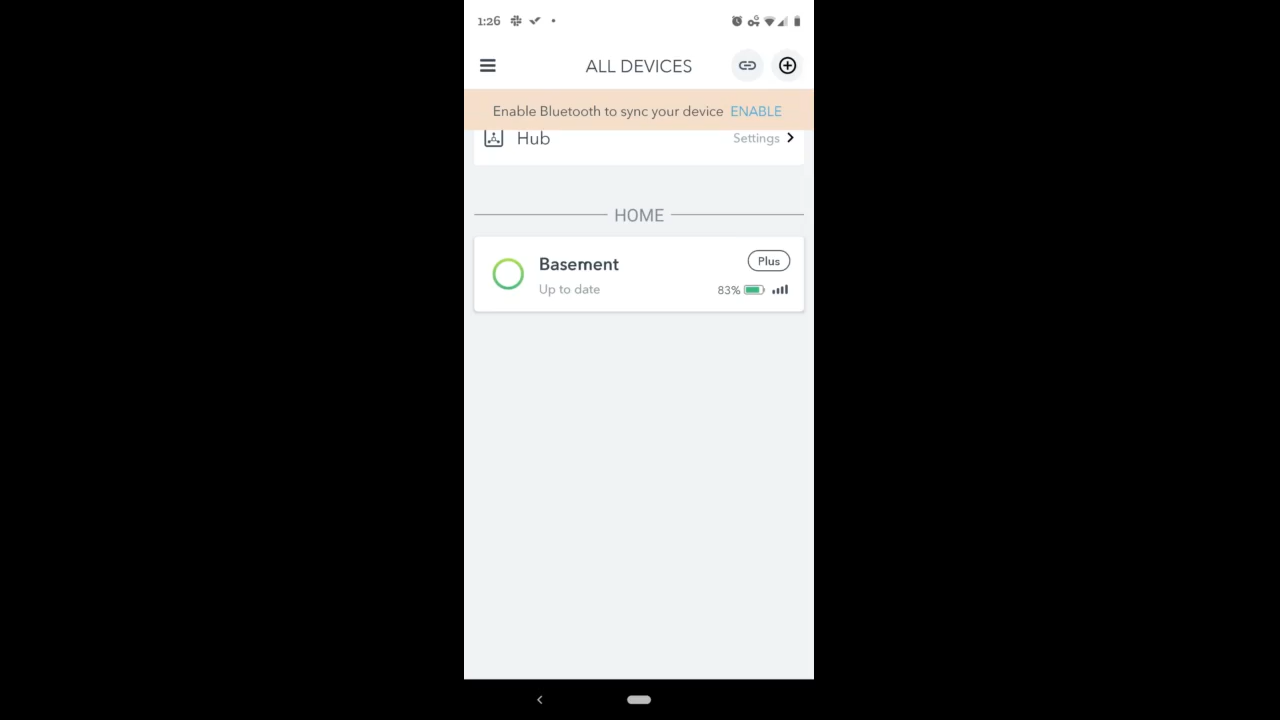 1:26
ALL DEVICES
Enable Bluetooth to sync your device ENABLE
Hub Settings
HOME
Basement Plus
Up to date 83%